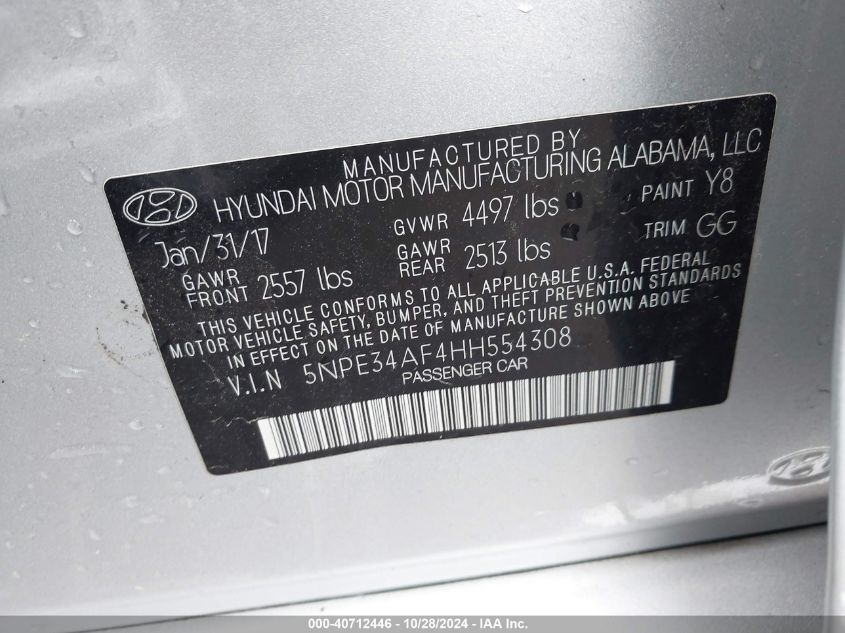 MANUFACTURED BY
HYUNDAI MOTOR MANUFACTURING ALABAMA, LLC
Jan/31/17 GVWR 4497 lbs PAINT Y8
GAWR FRONT 2557 lbs GAWR REAR 2513 lbs TRIM GG
THIS VEHICLE CONFORMS TO ALL APPLICABLE U.S.A. FEDERAL
MOTOR VEHICLE SAFETY, BUMPER, AND THEFT PREVENTION STANDARDS
IN EFFECT ON THE DATE OF MANUFACTURE SHOWN ABOVE
V.I.N 5NPE34AF4HH554308
PASSENGER CAR
000-40712446 - 10/28/2024 - IAA Inc.